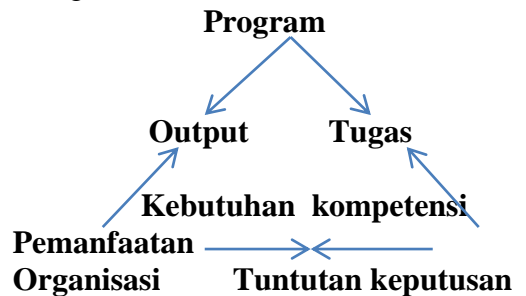 Program
Output Tugas
Kebutuhan kompetensi
Pemanfaatan
Organisasi Tuntutan keputusan